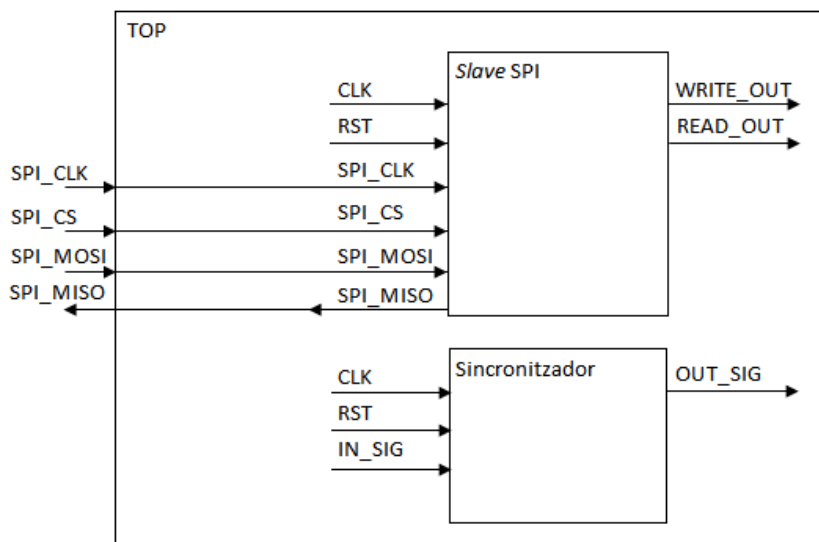 TOP
Slave SPI
CLK
WRITE_OUT
RST
READ_OUT
SPI_CLK
SPI_CLK
SPI_CS
SPI_CS
SPI_MOSI
SPI_MOSI
SPI_MISO
SPI_MISO
Sincronitzador
CLK
OUT_SIG
RST
IN_SIG